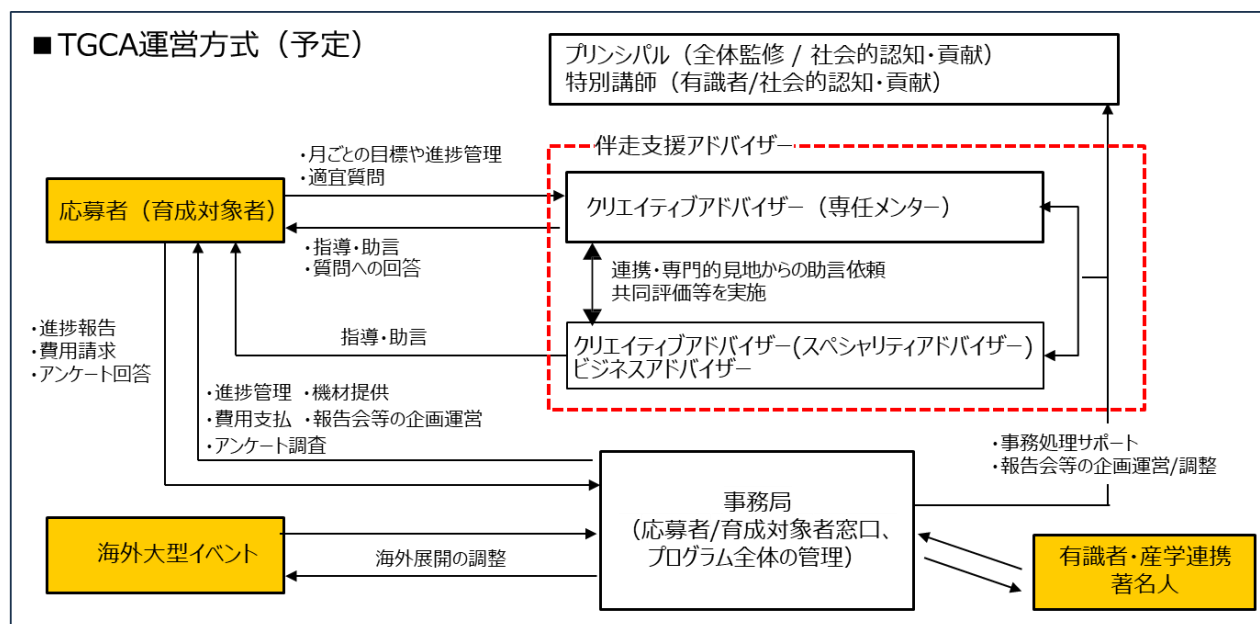 ■TGCA運営方式（予定）
プリンシパル（全体監修 / 社会的認知・貢献）
特別講師（有識者/社会的認知・貢献）
伴走支援アドバイザー
・月ごとの目標や進捗管理
・適宜質問
応募者（育成対象者）
クリエイティブアドバイザー（専任メンター）
・指導・助言
・質問への回答
連携・専門的見地からの助言依頼
共同評価等を実施
・進捗報告
・費用請求
・アンケート回答
指導・助言
クリエイティブアドバイザー(スペシャリティアドバイザー)
ビジネスアドバイザー
・進捗管理 ・機材提供
・費用支払 ・報告会等の企画運営
・アンケート調査
・事務処理サポート
・報告会等の企画運営/調整
事務局
（応募者/育成対象者窓口、
プログラム全体の管理）
海外大型イベント
海外展開の調整
有識者・産学連携
著名人